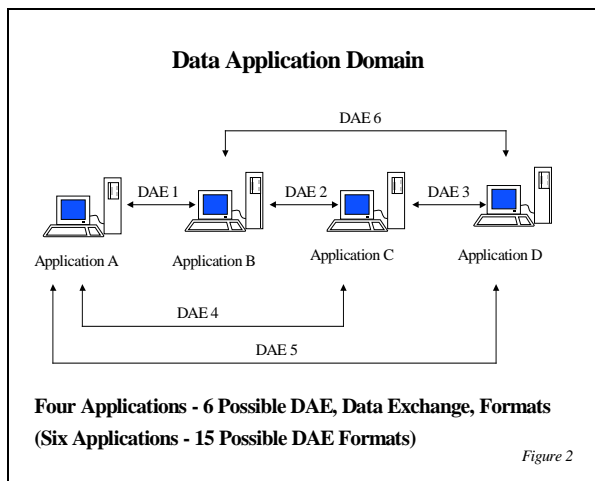 Data Application Domain
DAE 6
DAE 1
DAE 2
DAE 3
Application A
Application B
Application C
Application D
DAE 4
DAE 5
Four Applications - 6 Possible DAE, Data Exchange, Formats
(Six Applications - 15 Possible DAE Formats)
Figure 2